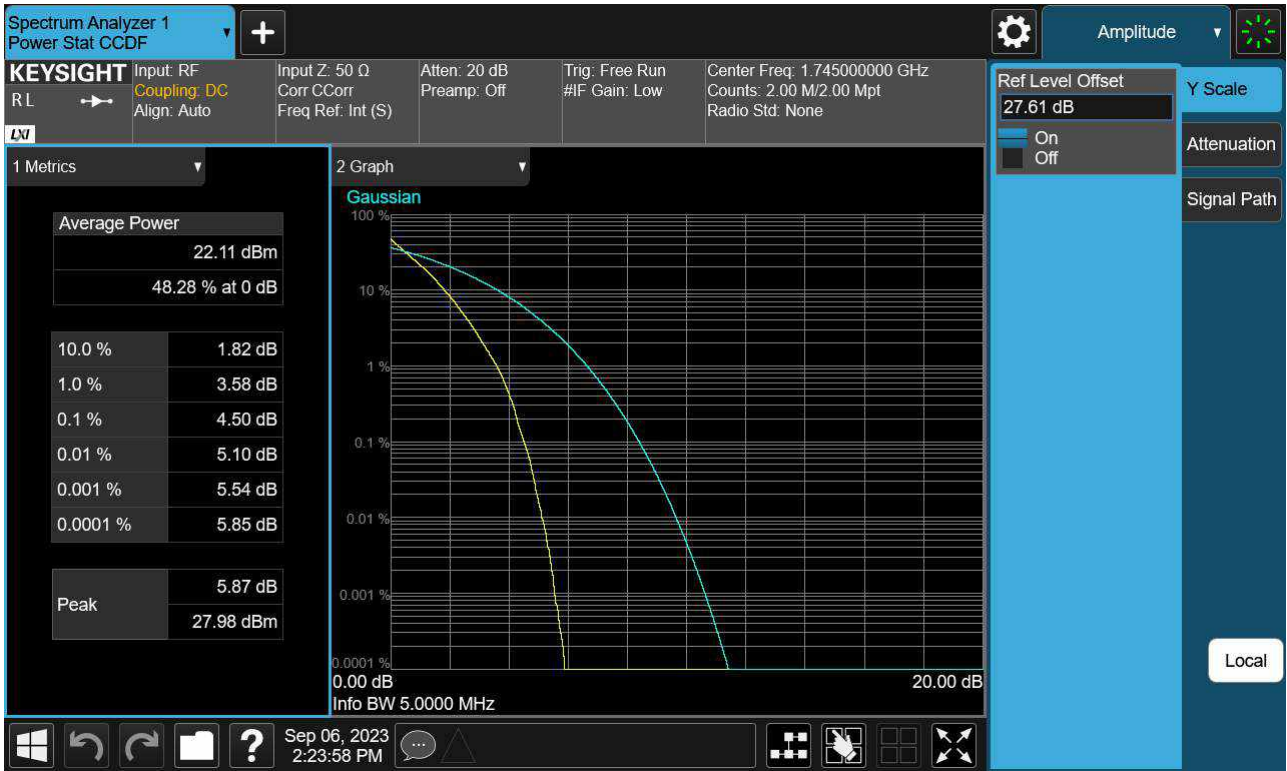 Spectrum Analyzer 1
Power Stat CCDF
Amplitude
KEYSIGHT
RL
LXI
Input: RF
Coupling: DC
Align: Auto
Input Z: 50 Ω
Corr CCorr
Freq Ref: Int (S)
Atten: 20 dB
Preamp: Off
Trig: Free Run
#IF Gain: Low
Center Freq: 1.745000000 GHz
Counts: 2.00 M/2.00 Mpt
Radio Std: None
Ref Level Offset
27.61 dB
On
Off
Y Scale
Attenuation
Signal Path
Local
1 Metrics
Average Power
22.11 dBm
48.28 % at 0 dB
10.0 % 1.82 dB
1.0 % 3.58 dB
0.1 % 4.50 dB
0.01 % 5.10 dB
0.001 % 5.54 dB
0.0001 % 5.85 dB
Peak
5.87 dB
27.98 dBm
2 Graph
Gaussian
100 %
10 %
1 %
0.1 %
0.01 %
0.001 %
0.0001 %
0.00 dB 20.00 dB
Info BW 5.0000 MHz
?
Sep 06, 2023
2:23:58 PM